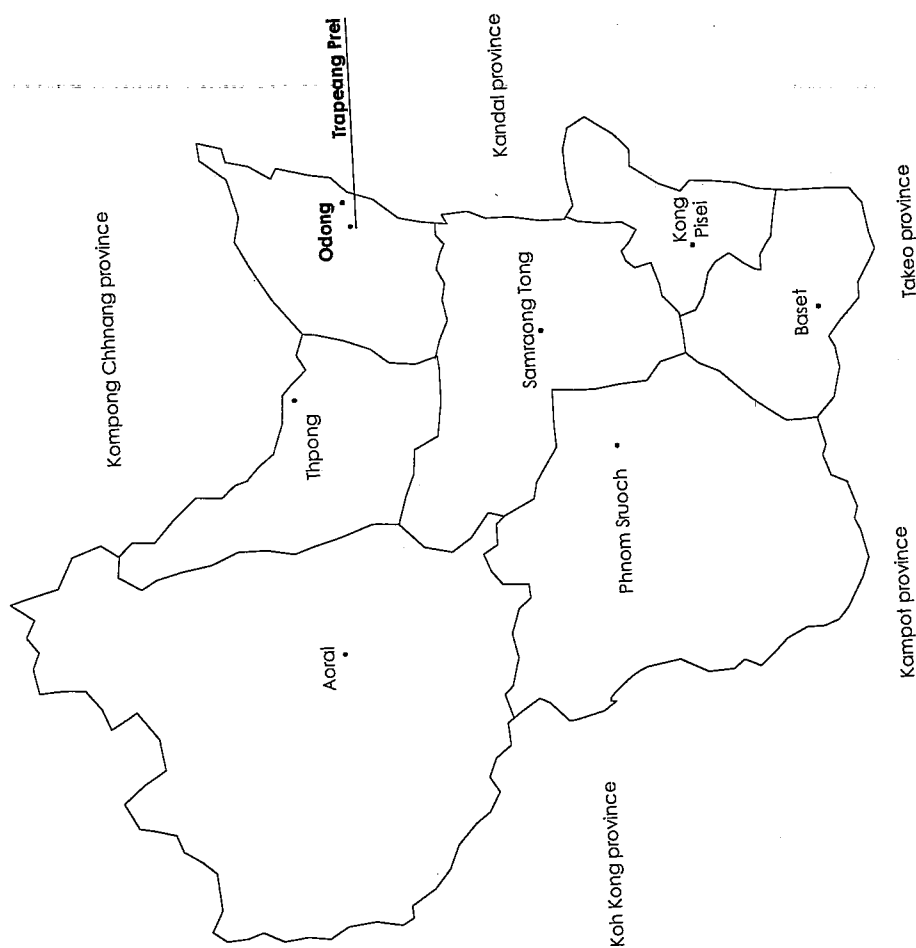 Kompong Chhnang province
Trapeang Prei
Odong
Kandal province
Thpong
Aoral
Samraong Tong
Kong
Pisei
Phnom Sruoch
Baset
Koh Kong province
Kampot province
Takeo province